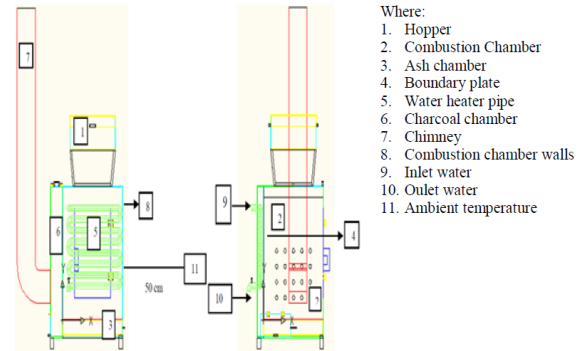 Where:
1. Hopper
2. Combustion Chamber
3. Ash chamber
4. Boundary plate
5. Water heater pipe
6. Charcoal chamber
7. Chimney
8. Combustion chamber walls
9. Inlet water
10. Oulet water
11. Ambient temperature
7
1
8
9
2
6
5
4
11
50 cm
10
Y
Y
X
3
X